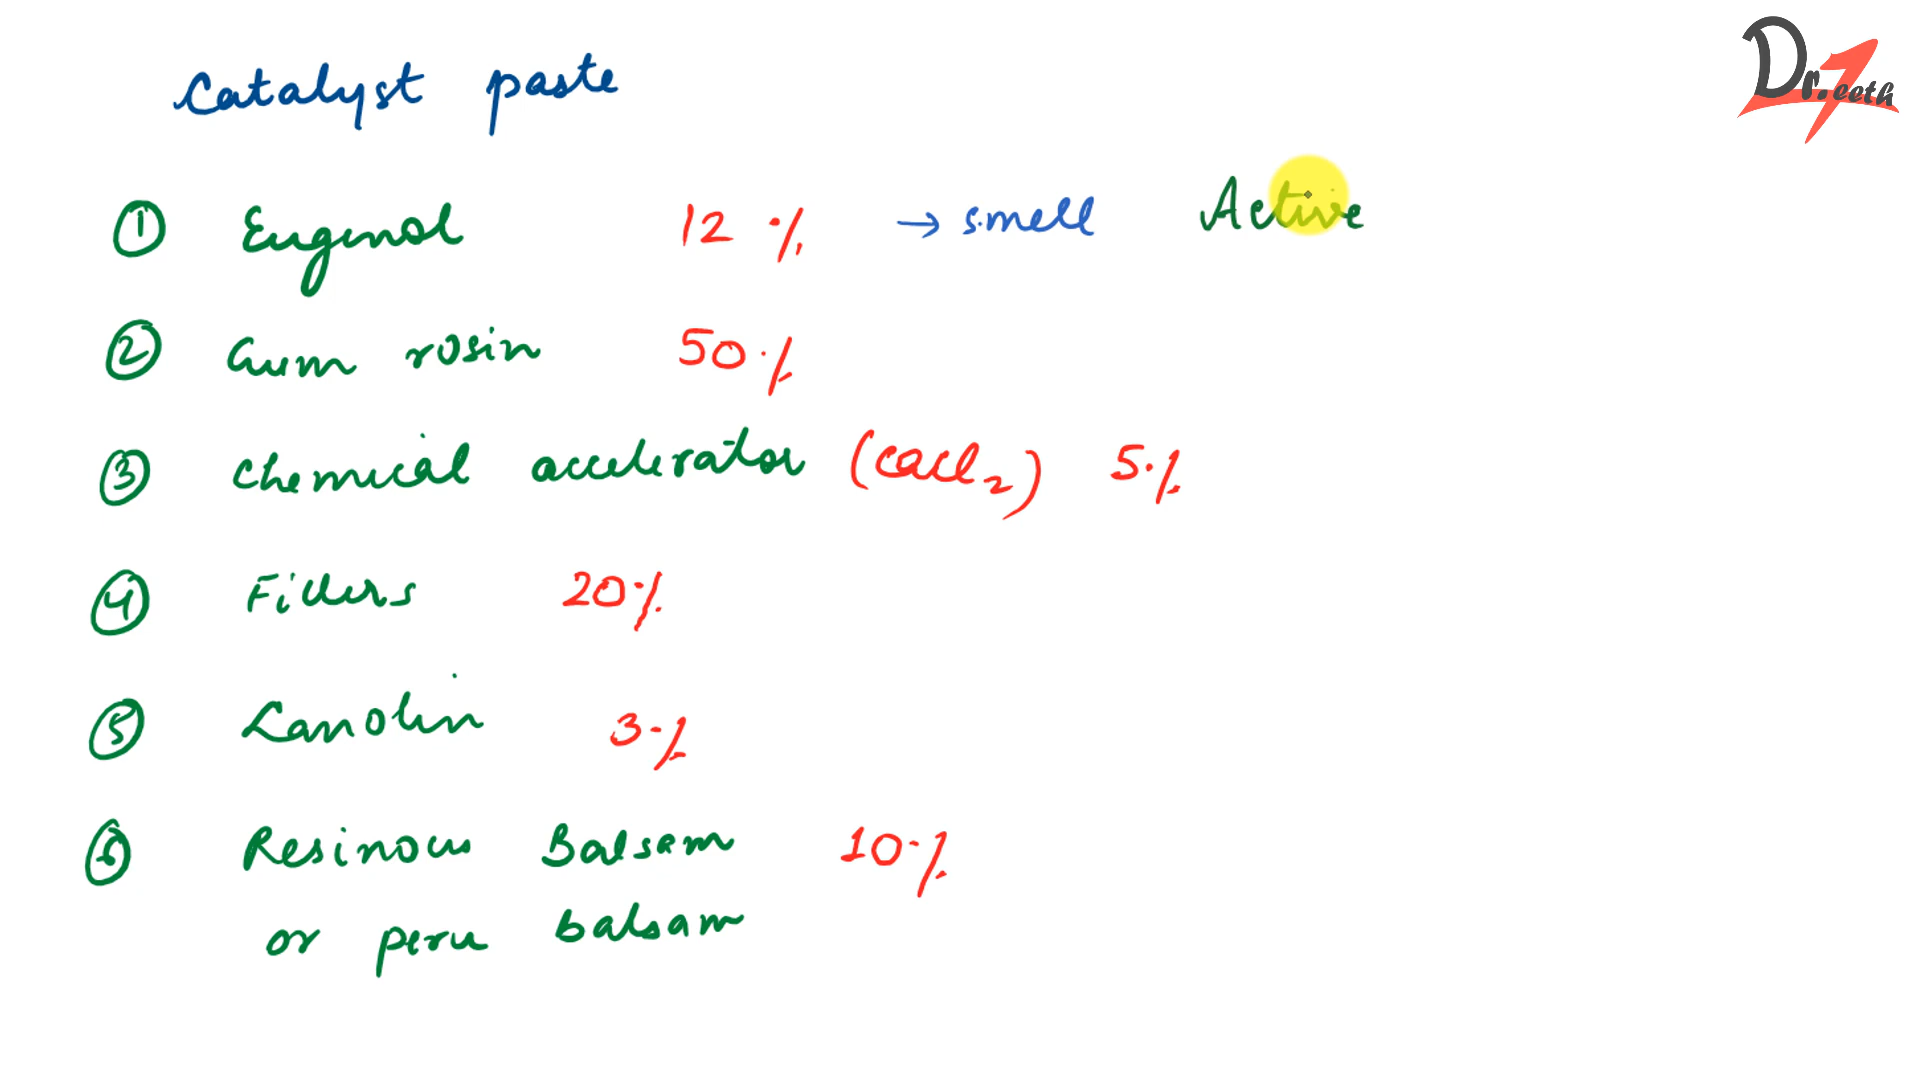 Catalyst paste
Dr.eeth
① Eugenol 12 % → smell Active
② Gum rosin 50%
③ Chemical accelerator (CaCl₂) 5%
④ Fillers 20%
⑤ Lanolin 3%
⑥ Resinous Balsam 10%
or peru balsam